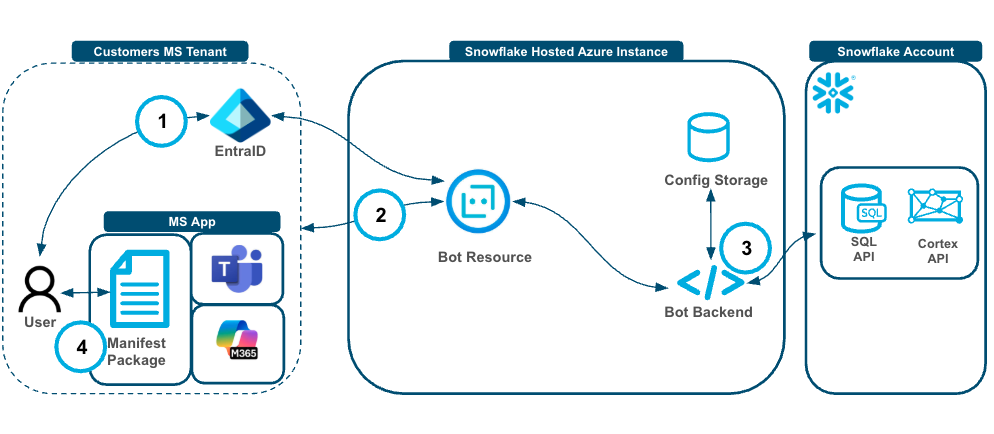 Customers MS Tenant
Snowflake Hosted Azure Instance
Snowflake Account
®
1
EntraID
Config Storage
MS App
2
Bot Resource
3
SQL
SQL
API
Cortex
API
T
User
Bot Backend
4
Manifest
Package
M365